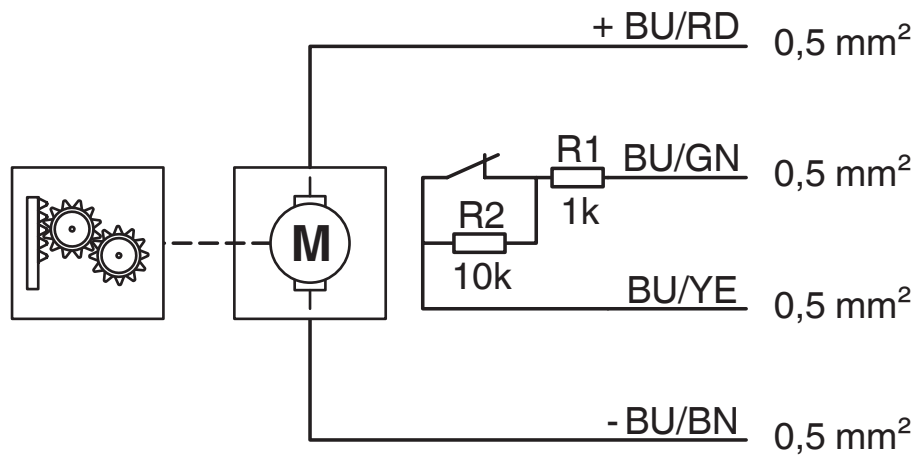 + BU/RD 0,5 mm²
R1 BU/GN 0,5 mm²
1k
R2
10k
M
BU/YE 0,5 mm²
- BU/BN 0,5 mm²